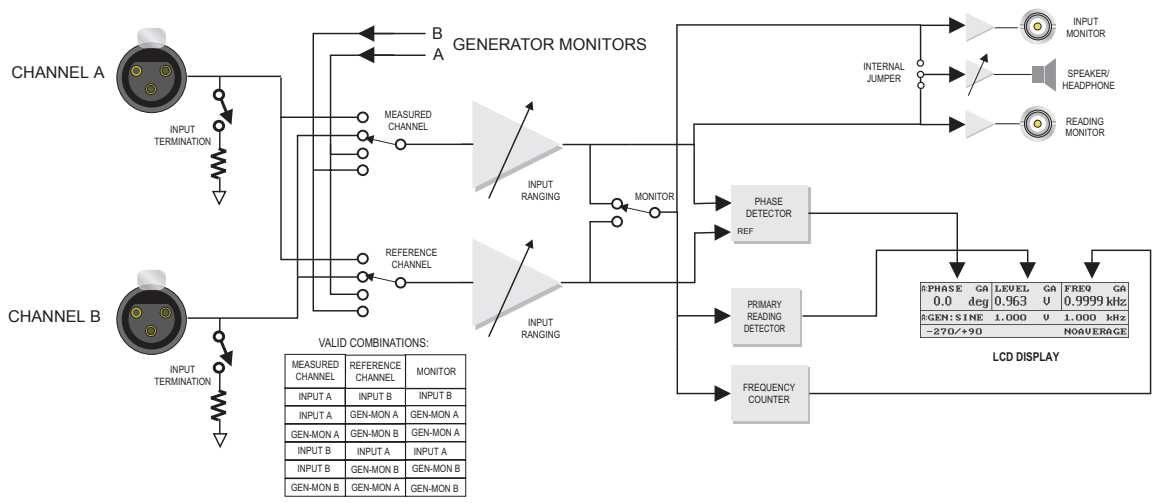 B
GENERATOR MONITORS
A
CHANNEL A
INPUT
TERMINATION
MEASURED
CHANNEL
INPUT
RANGING
MONITOR
INTERNAL
JUMPER
INPUT
MONITOR
SPEAKER/
HEADPHONE
READING
MONITOR
PHASE
DETECTOR
REF
REFERENCE
CHANNEL
INPUT
RANGING
CHANNEL B
INPUT
TERMINATION
PRIMARY
READING
DETECTOR
FREQUENCY
COUNTER
A:PHASE GA LEVEL GA FREQ GA
0.0 deg 0.963 V 0.9999 kHz
A:GEN:SINE 1.000 V 1.000 kHz
-270/+90 NOAVERAGE
LCD DISPLAY
VALID COMBINATIONS:
MEASURED CHANNEL REFERENCE CHANNEL MONITOR
INPUT A INPUT B INPUT B
INPUT A GEN-MON A GEN-MON A
GEN-MON A GEN-MON B GEN-MON A
INPUT B INPUT A INPUT A
INPUT B GEN-MON B GEN-MON B
GEN-MON B GEN-MON A GEN-MON B